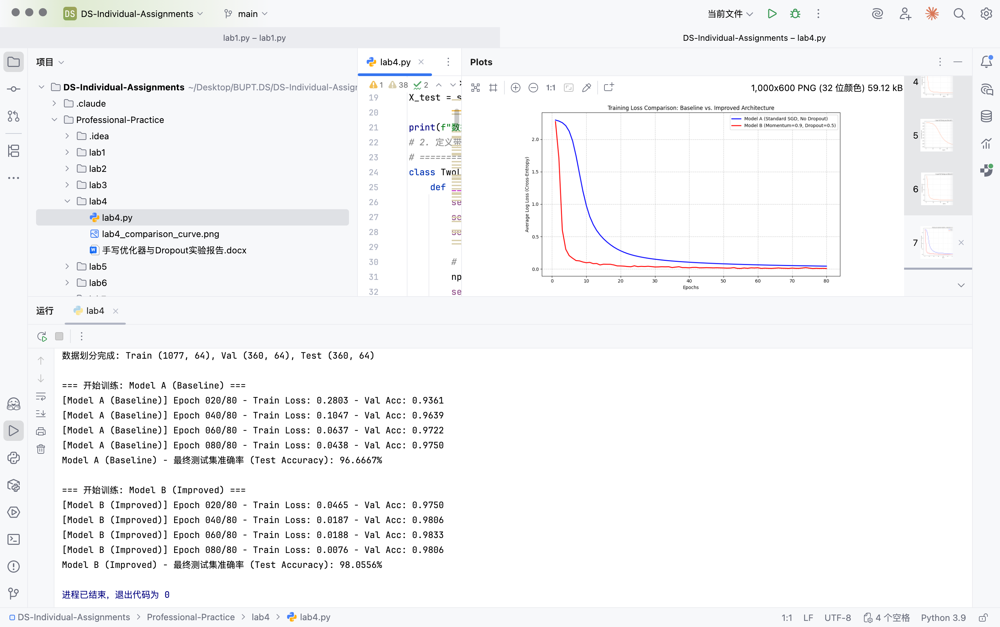 DS DS-Individual-Assignments main 当前文件
lab1.py – lab1.py DS-Individual-Assignments – lab4.py
项目
DS-Individual-Assignments ~/Desktop/BUPT.DS/DS-Individual-Assigr
.claude
Professional-Practice
.idea
lab1
lab2
lab3
lab4
lab4.py
lab4_comparison_curve.png
手写优化器与Dropout实验报告.docx
lab5
lab6
lab4.py
1 38 2
19 X_test = s
20
21 print(f"数
22 # 2. 定义带
23 # ========
24 class Twol
25 def __
26 se
27 se
28 se
29
30 #
31 np
32 se
Plots
1:1 1,000x600 PNG (32 位颜色) 59.12 kB
Training Loss Comparison: Baseline vs. Improved Architecture
Model A (Standard SGD, No Dropout)
Model B (Momentum=0.9, Dropout=0.5)
Average Log Loss (Cross-Entropy)
2.0
1.5
1.0
0.5
0.0
0 10 20 30 40 50 60 70 80
Epochs
4
5
6
7
运行 lab4
数据划分完成: Train (1077, 64), Val (360, 64), Test (360, 64)
=== 开始训练: Model A (Baseline) ===
[Model A (Baseline)] Epoch 020/80 - Train Loss: 0.2803 - Val Acc: 0.9361
[Model A (Baseline)] Epoch 040/80 - Train Loss: 0.1047 - Val Acc: 0.9639
[Model A (Baseline)] Epoch 060/80 - Train Loss: 0.0637 - Val Acc: 0.9722
[Model A (Baseline)] Epoch 080/80 - Train Loss: 0.0438 - Val Acc: 0.9750
Model A (Baseline) - 最终测试集准确率 (Test Accuracy): 96.6667%
=== 开始训练: Model B (Improved) ===
[Model B (Improved)] Epoch 020/80 - Train Loss: 0.0465 - Val Acc: 0.9750
[Model B (Improved)] Epoch 040/80 - Train Loss: 0.0187 - Val Acc: 0.9806
[Model B (Improved)] Epoch 060/80 - Train Loss: 0.0188 - Val Acc: 0.9833
[Model B (Improved)] Epoch 080/80 - Train Loss: 0.0076 - Val Acc: 0.9806
Model B (Improved) - 最终测试集准确率 (Test Accuracy): 98.0556%
进程已结束，退出代码为 0
DS-Individual-Assignments > Professional-Practice > lab4 > lab4.py 1:1 LF UTF-8 4 个空格 Python 3.9